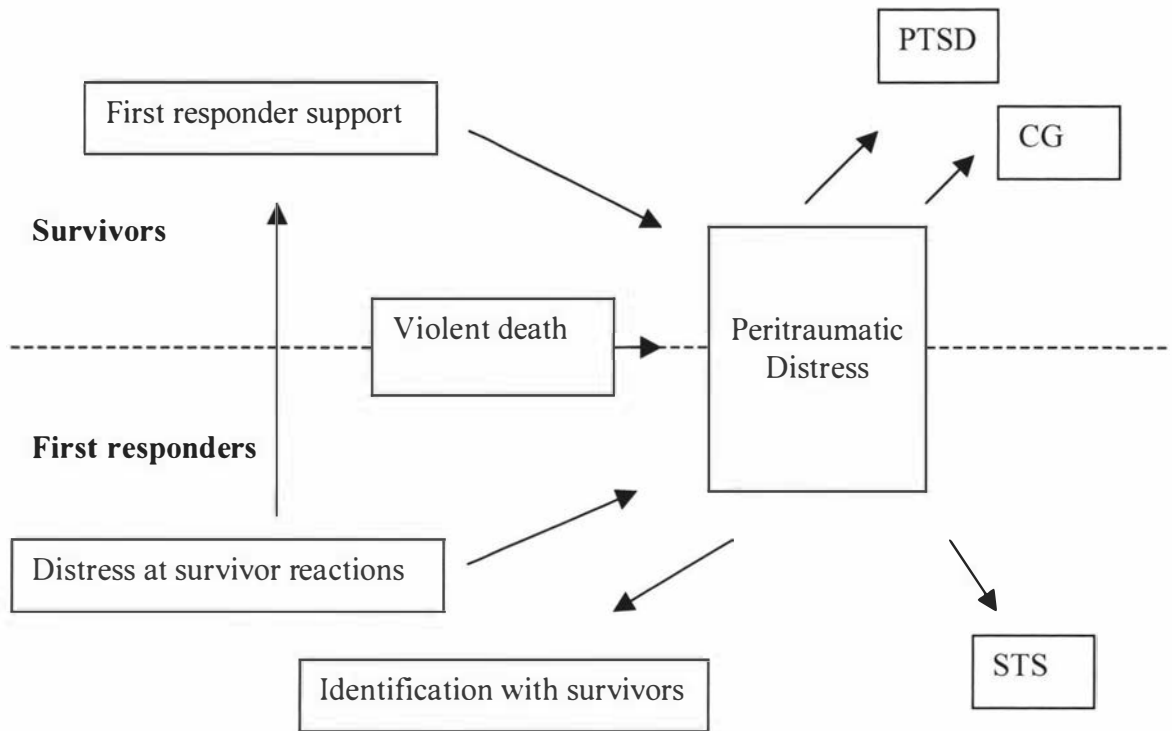 PTSD
First responder support
CG
Survivors
Violent death
Peritraumatic
Distress
First responders
Distress at survivor reactions
Identification with survivors
STS